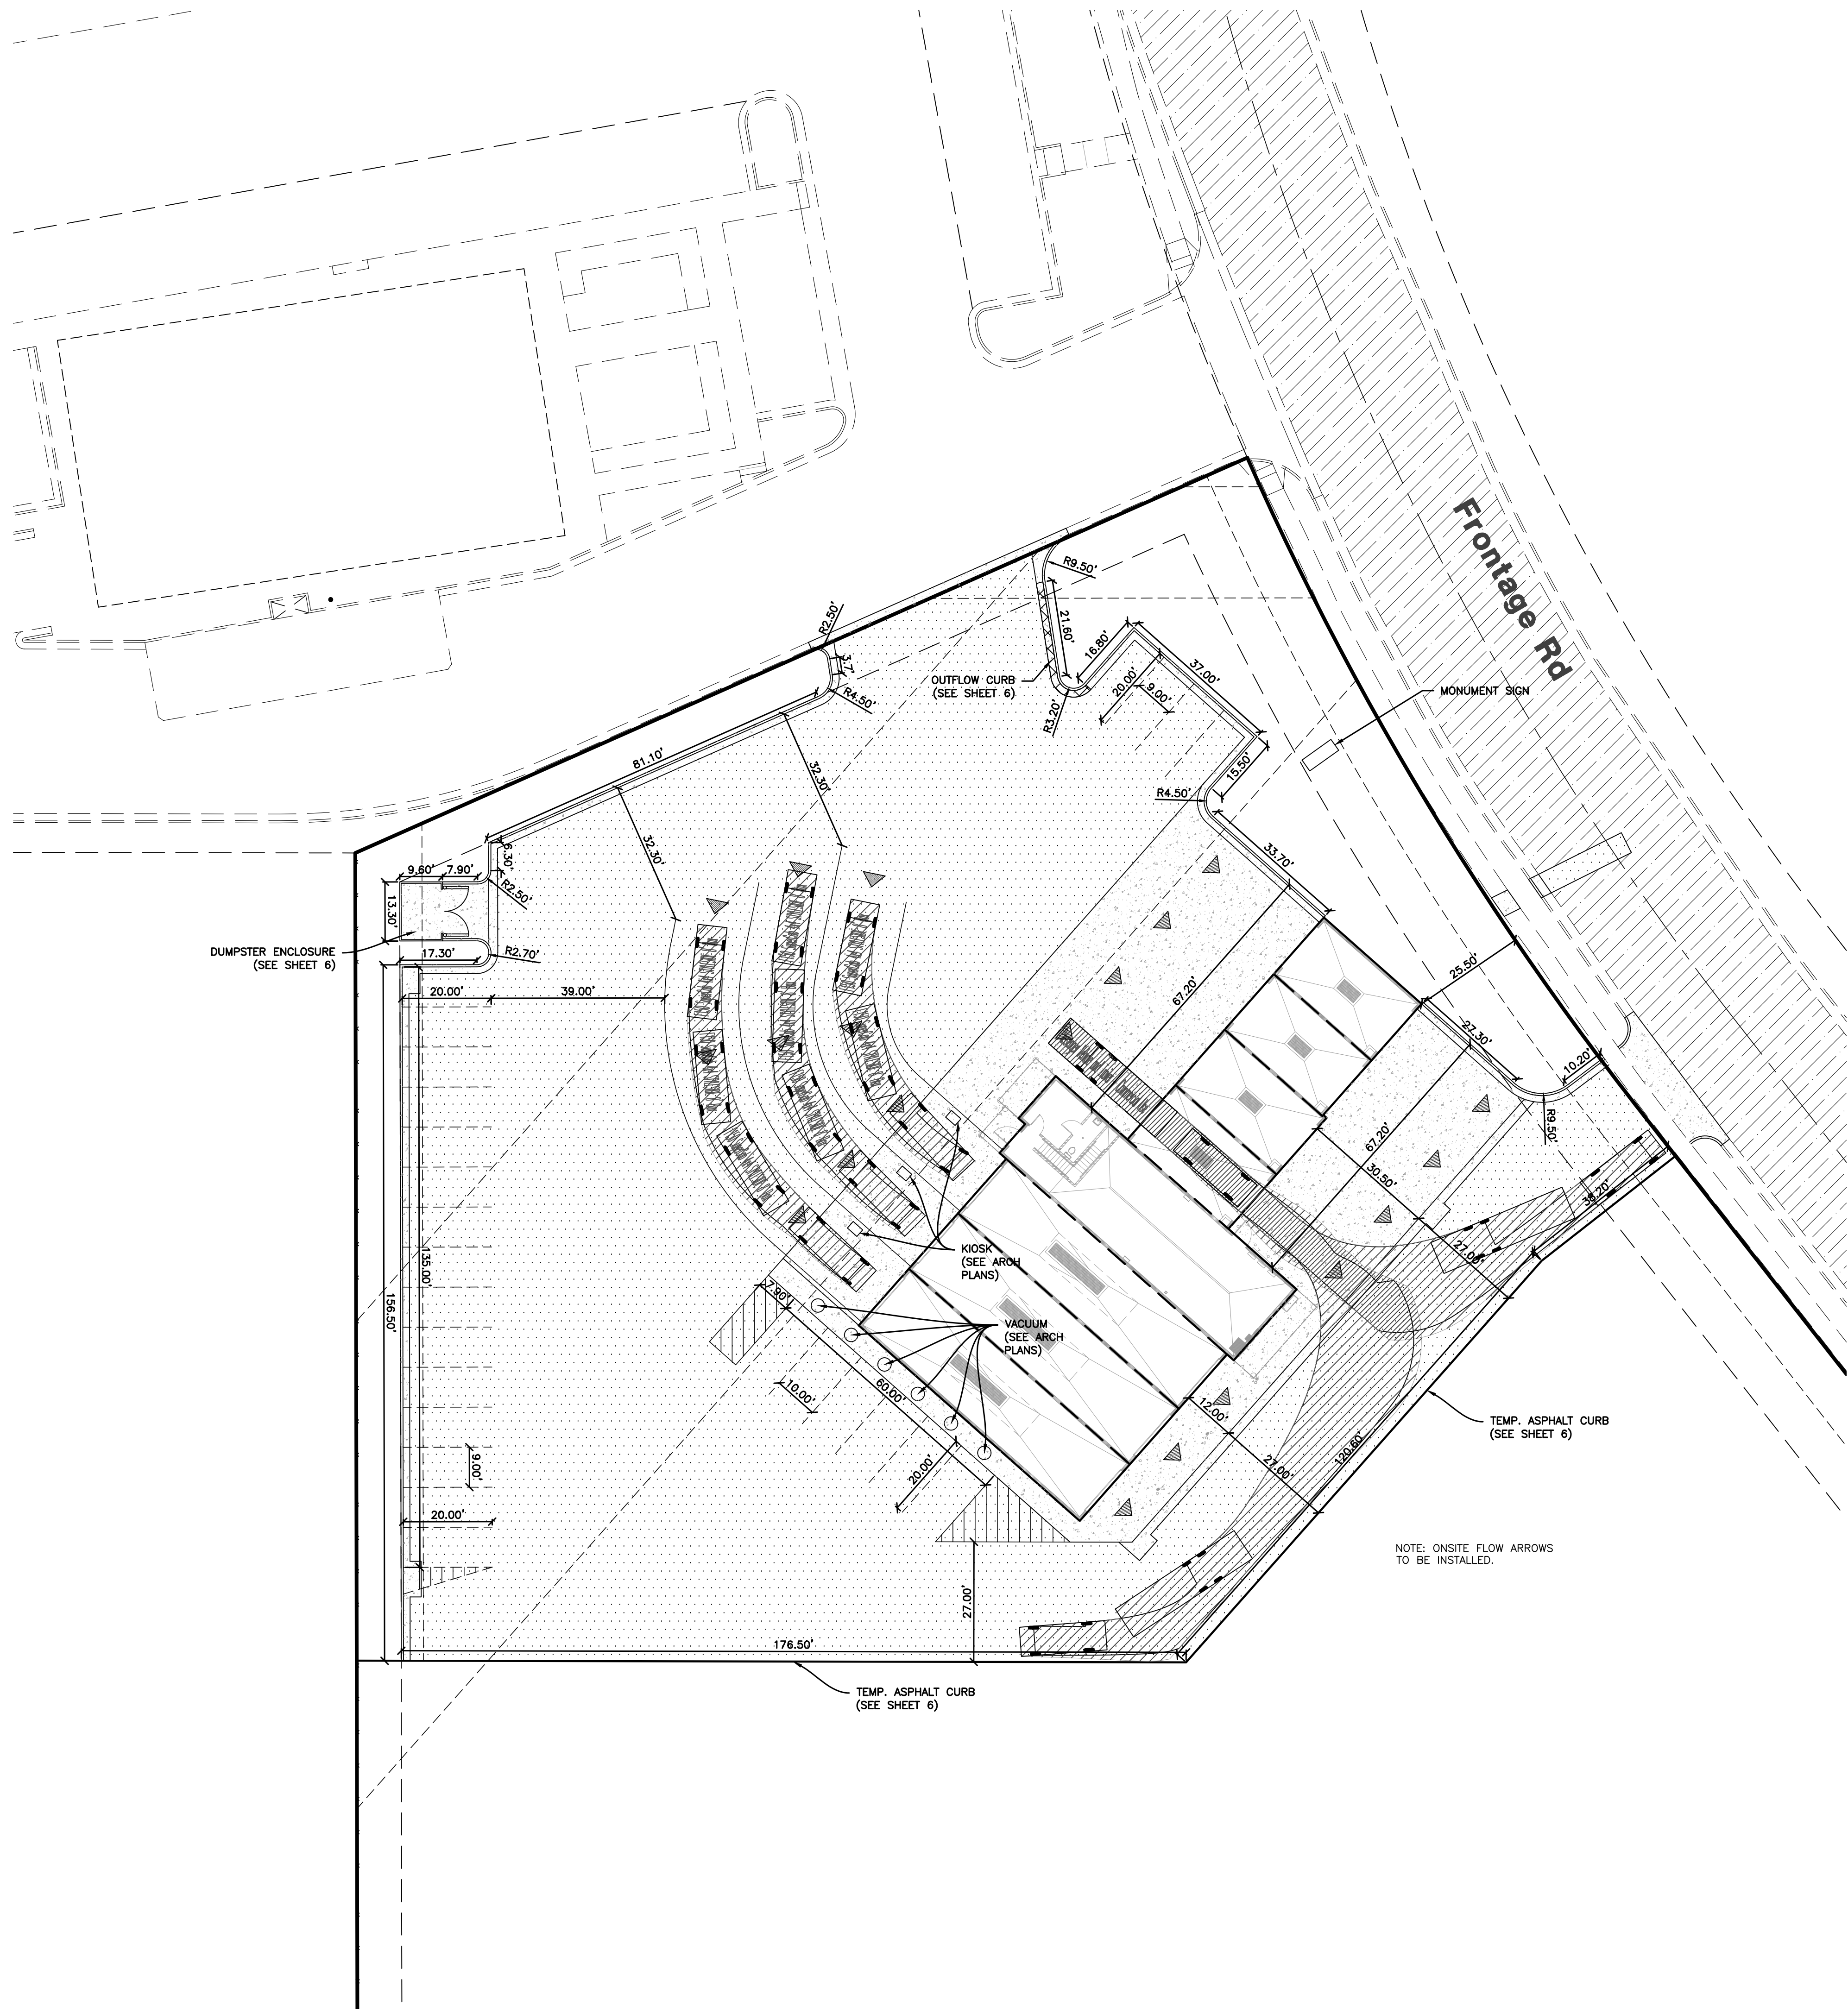 Frontage Rd
R9.50'
21.60'
16.80'
37.00'
R2.50'
3.7'
R4.50'
OUTFLOW CURB
(SEE SHEET 6)
R3.20'
20.00'
9.00'
MONUMENT SIGN
15.50'
R4.50'
81.10'
32.30'
32.30'
33.70'
6.30'
9.60'
7.90'
R2.50'
13.30'
DUMPSTER ENCLOSURE
(SEE SHEET 6)
17.30'
R2.70'
20.00'
39.00'
67.20'
25.50'
27.30'
10.20'
R9.50'
67.20'
30.50'
38.20'
27.00'
KIOSK
(SEE ARCH
PLANS)
135.00'
156.50'
7.90'
VACUUM
(SEE ARCH
PLANS)
10.00'
60.00'
12.00'
27.00'
120.60'
TEMP. ASPHALT CURB
(SEE SHEET 6)
9.00'
20.00'
20.00'
NOTE: ONSITE FLOW ARROWS
TO BE INSTALLED.
27.00'
176.50'
TEMP. ASPHALT CURB
(SEE SHEET 6)